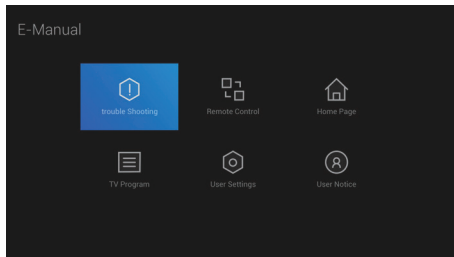 E-Manual
trouble Shooting
Remote Control
Home Page
TV Program
User Settings
User Notice